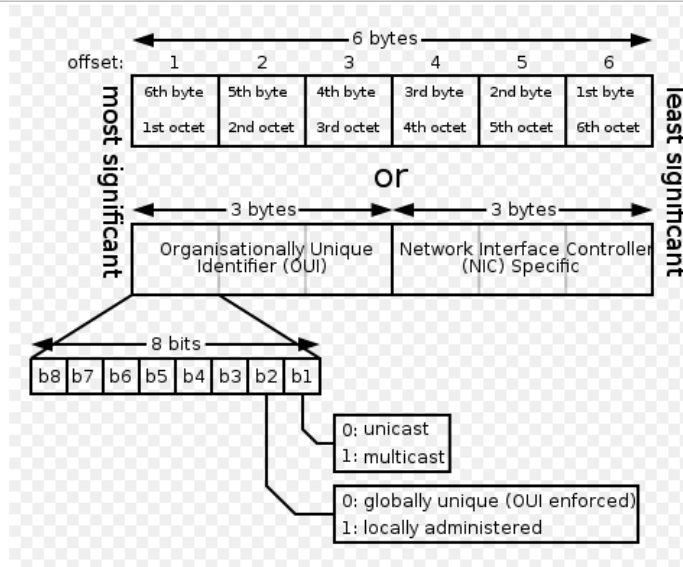 6 bytes
offset: 1 2 3 4 5 6
6th byte 5th byte 4th byte 3rd byte 2nd byte 1st byte
1st octet 2nd octet 3rd octet 4th octet 5th octet 6th octet
most significant
least significant
or
3 bytes 3 bytes
Organisationally Unique
Identifier (OUI)
Network Interface Controller
(NIC) Specific
8 bits
b8 b7 b6 b5 b4 b3 b2 b1
0: unicast
1: multicast
0: globally unique (OUI enforced)
1: locally administered